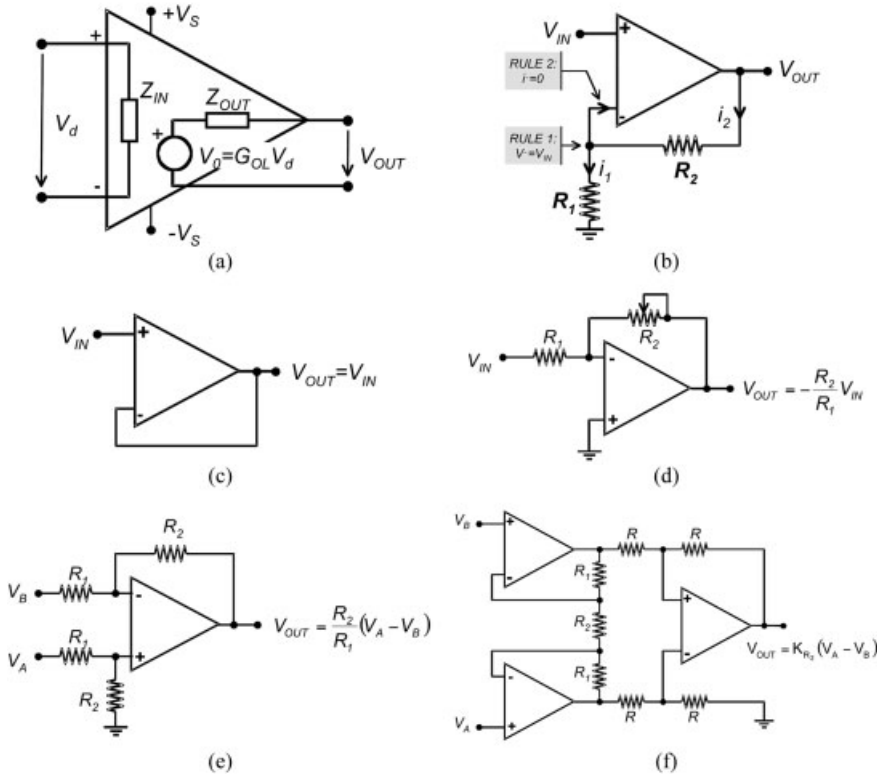 +V_S
+
Z_IN
Z_OUT
V_d
+
V_0=G_OL V_d
V_OUT
-
-V_S
(a)
V_IN
+
RULE 2:
i-=0
-
V_OUT
i_2
RULE 1:
V-=V_IN
i_1
R_2
R_1
(b)
V_IN
+
V_OUT=V_IN
-
(c)
R_1
R_2
V_IN
-
V_OUT = - R_2/R_1 V_IN
+
(d)
R_2
R_1
V_B
-
V_OUT = R_2/R_1 (V_A - V_B)
R_1
V_A
+
R_2
(e)
V_B
+
R
R
-
R_1
+
R_2
V_OUT = K_R2 (V_A - V_B)
-
-
R_1
V_A
+
R
R
(f)